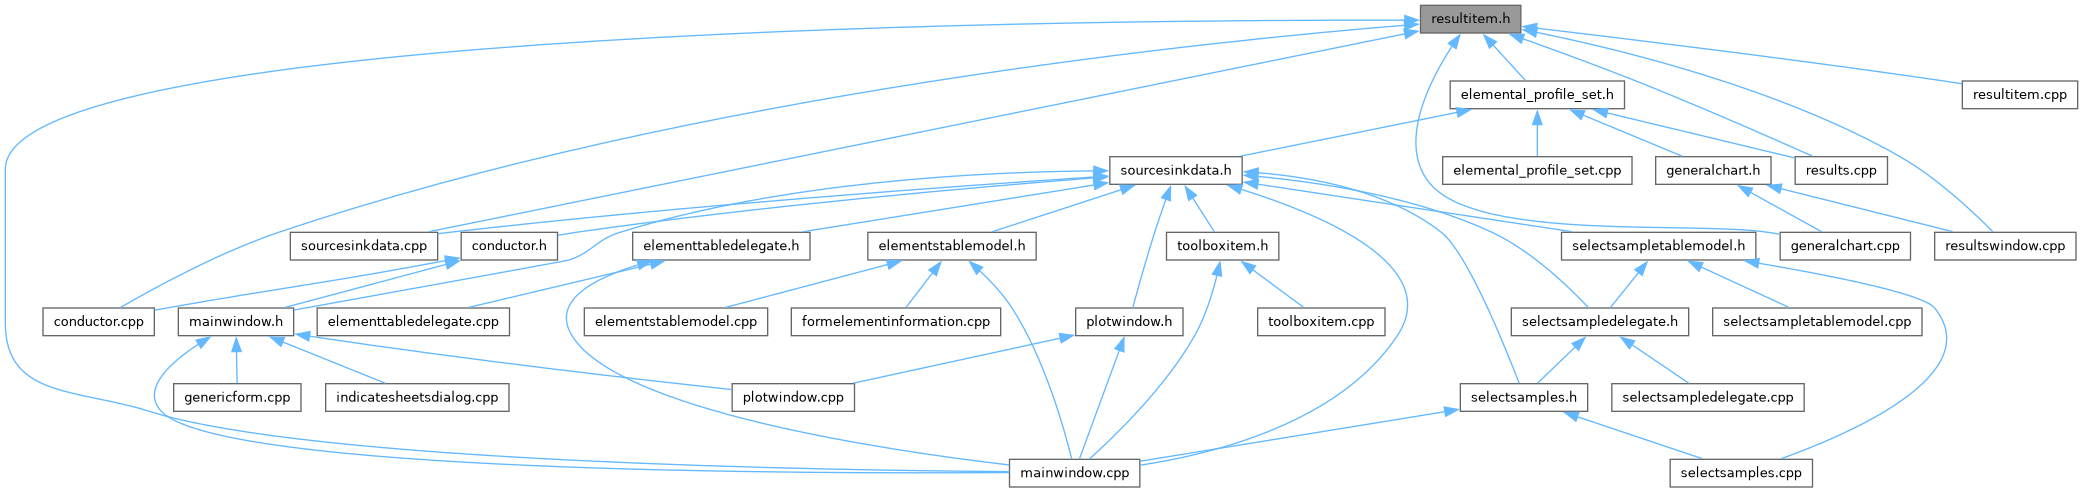 resultitem.h
elemental_profile_set.h
resultitem.cpp
sourcesinkdata.h
elemental_profile_set.cpp
generalchart.h
results.cpp
sourcesinkdata.cpp
conductor.h
elementtabledelegate.h
elementstablemodel.h
toolboxitem.h
selectsampletablemodel.h
generalchart.cpp
resultswindow.cpp
conductor.cpp
mainwindow.h
elementtabledelegate.cpp
elementstablemodel.cpp
formelementinformation.cpp
plotwindow.h
toolboxitem.cpp
selectsampledelegate.h
selectsampletablemodel.cpp
genericform.cpp
indicatesheetsdialog.cpp
plotwindow.cpp
selectsamples.h
selectsampledelegate.cpp
mainwindow.cpp
selectsamples.cpp